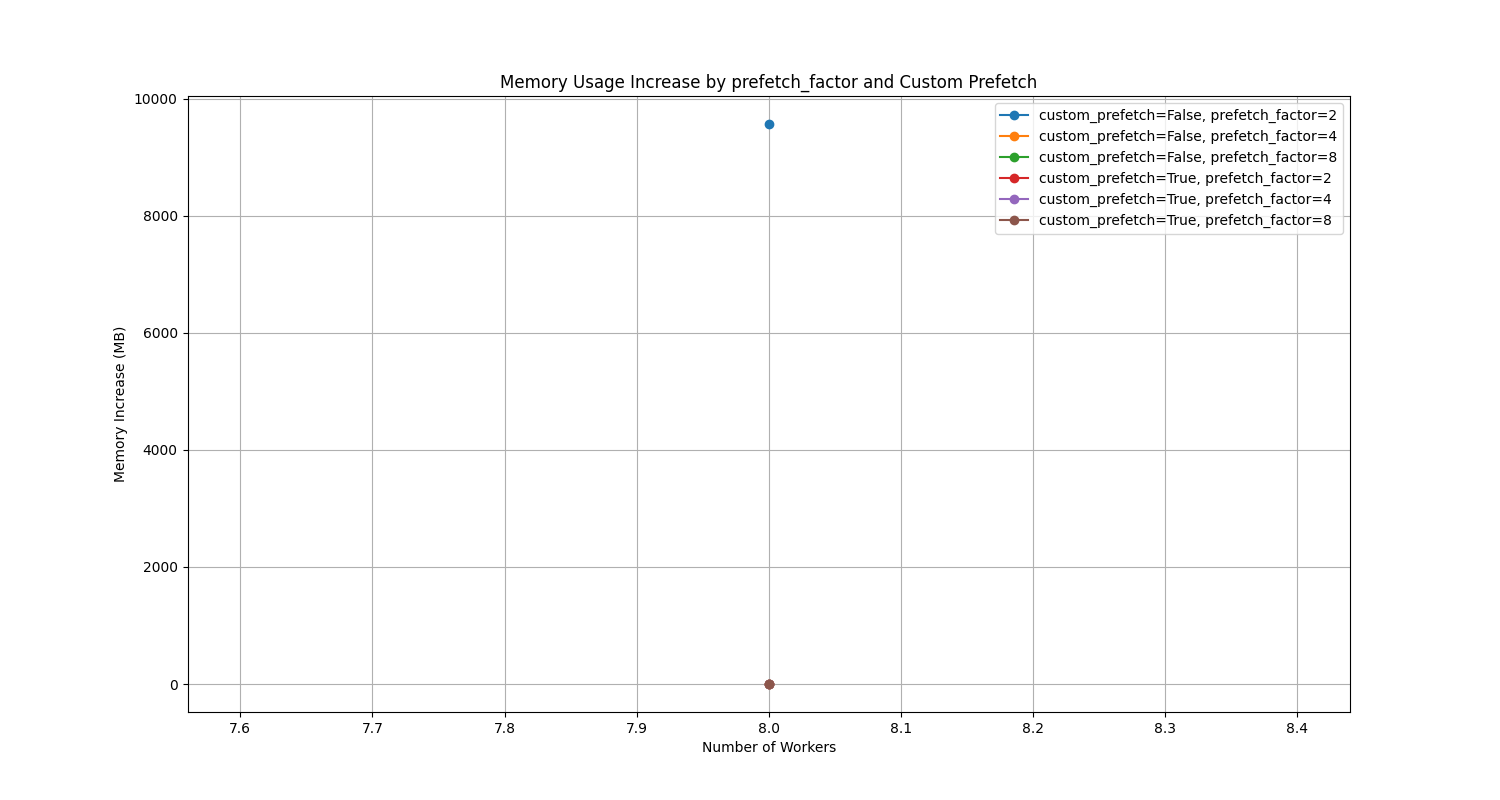 Memory Usage Increase by prefetch_factor and Custom Prefetch
10000
8000
6000
4000
2000
0
Memory Increase (MB)
custom_prefetch=False, prefetch_factor=2
custom_prefetch=False, prefetch_factor=4
custom_prefetch=False, prefetch_factor=8
custom_prefetch=True, prefetch_factor=2
custom_prefetch=True, prefetch_factor=4
custom_prefetch=True, prefetch_factor=8
7.6 7.7 7.8 7.9 8.0 8.1 8.2 8.3 8.4
Number of Workers